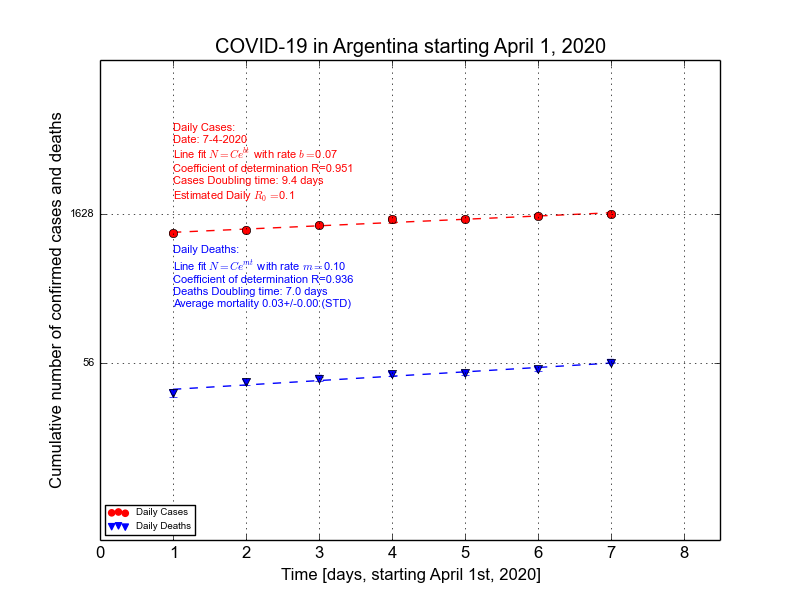 COVID-19 in Argentina starting April 1, 2020
Cumulative number of confirmed cases and deaths
Daily Cases:
Date: 7-4-2020
Line fit N = Ce^{bt} with rate b =0.07
Coefficient of determination R=0.951
Cases Doubling time: 9.4 days
Estimated Daily R_0 =0.1
1628
Daily Deaths:
Line fit N = Ce^{mt} with rate m =0.10
Coefficient of determination R=0.936
Deaths Doubling time: 7.0 days
Average mortality 0.03+/-0.00 (STD)
56
Daily Cases
Daily Deaths
0 1 2 3 4 5 6 7 8
Time [days, starting April 1st, 2020]